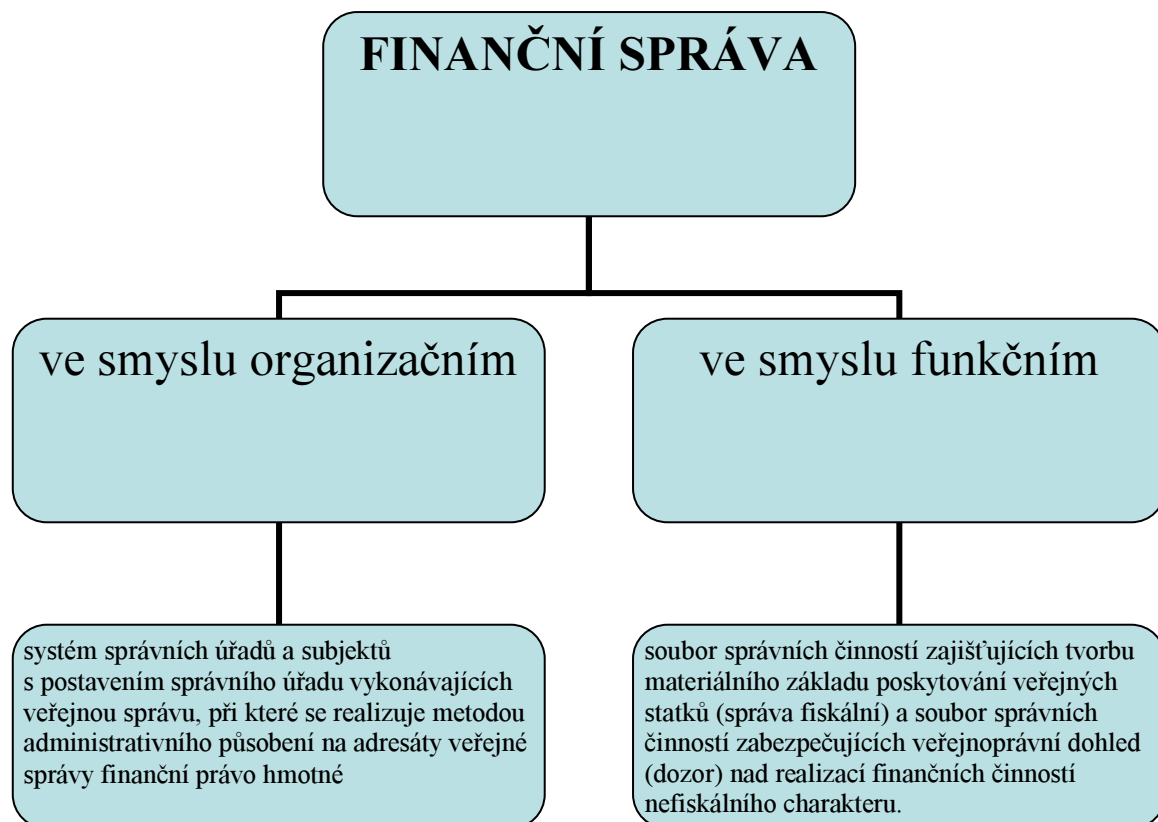 FINANČNÍ SPRÁVA
ve smyslu organizačním
ve smyslu funkčním
systém správních úřadů a subjektů
s postavením správního úřadu vykonávajících
veřejnou správu, při které se realizuje metodou
administrativního působení na adresáty veřejné
správy finanční právo hmotné
soubor správních činností zajišťujících tvorbu
materiálního základu poskytování veřejných
statků (správa fiskální) a soubor správních
činností zabezpečujících veřejnoprávní dohled
(dozor) nad realizací finančních činností
nefiskálního charakteru.